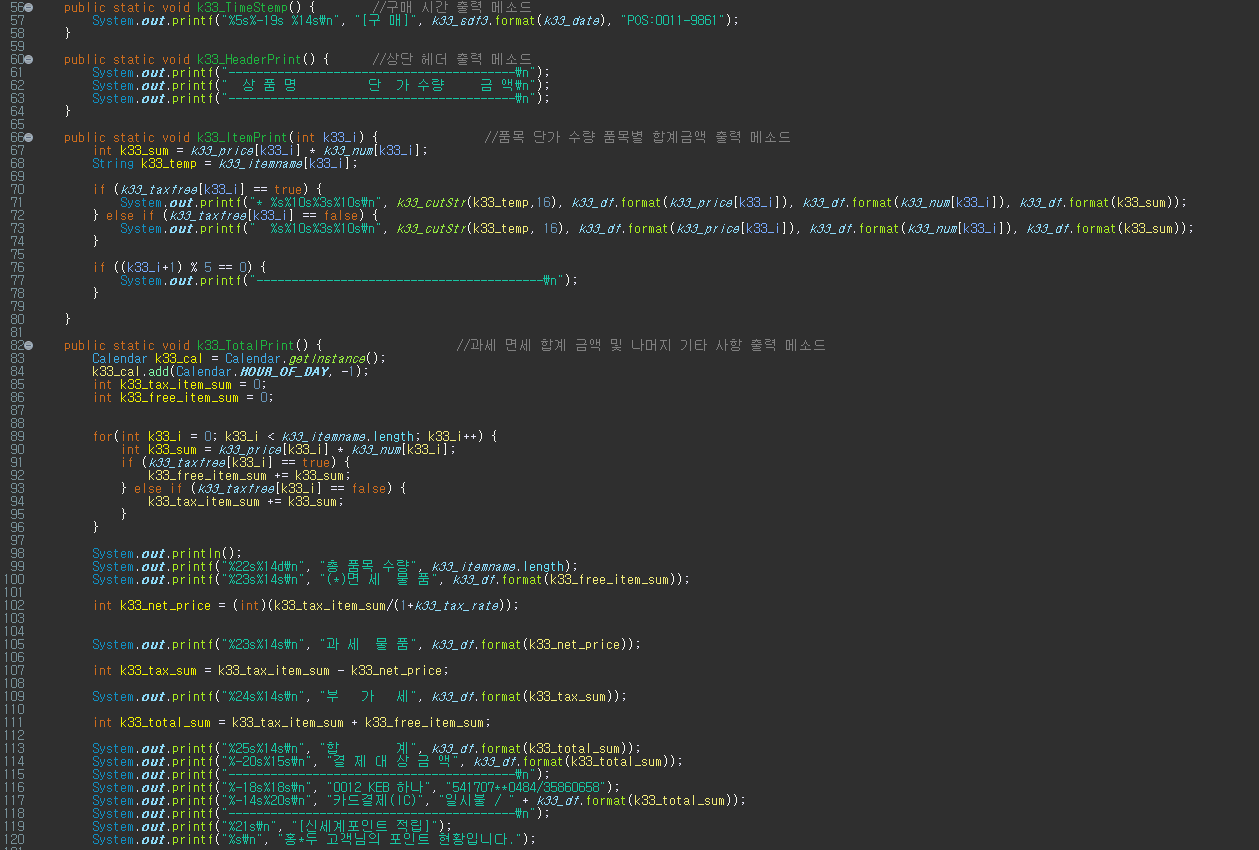 56 public static void k33_TimeStemp() { //구매 시간 출력 메소드
57 System.out.printf("%5s%-19s %14s\n", "[구 매]", k33_sdf3.format(k33_date), "POS:0011-9861");
58 }
59
60 public static void k33_HeaderPrint() { //상단 헤더 출력 메소드
61 System.out.printf("-----------------------------------------\n");
62 System.out.printf("  상 품 명          단  가 수량     금 액\n");
63 System.out.printf("-----------------------------------------\n");
64 }
65
66 public static void k33_ItemPrint(int k33_i) { //품목 단가 수량 품목별 합계금액 출력 메소드
67 int k33_sum = k33_price[k33_i] * k33_num[k33_i];
68 String k33_temp = k33_itemname[k33_i];
69
70 if (k33_taxfree[k33_i] == true) {
71 System.out.printf("* %s%10s%3s%10s\n", k33_cutStr(k33_temp,16), k33_df.format(k33_price[k33_i]), k33_df.format(k33_num[k33_i]), k33_df.format(k33_sum));
72 } else if (k33_taxfree[k33_i] == false) {
73 System.out.printf("  %s%10s%3s%10s\n", k33_cutStr(k33_temp, 16), k33_df.format(k33_price[k33_i]), k33_df.format(k33_num[k33_i]), k33_df.format(k33_sum));
74 }
75
76 if ((k33_i+1) % 5 == 0) {
77 System.out.printf("-----------------------------------------\n");
78 }
79
80 }
81
82 public static void k33_TotalPrint() { //과세 면세 합계 금액 및 나머지 기타 사항 출력 메소드
83 Calendar k33_cal = Calendar.getInstance();
84 k33_cal.add(Calendar.HOUR_OF_DAY, -1);
85 int k33_tax_item_sum = 0;
86 int k33_free_item_sum = 0;
87
88
89 for(int k33_i = 0; k33_i < k33_itemname.length; k33_i++) {
90 int k33_sum = k33_price[k33_i] * k33_num[k33_i];
91 if (k33_taxfree[k33_i] == true) {
92 k33_free_item_sum += k33_sum;
93 } else if (k33_taxfree[k33_i] == false) {
94 k33_tax_item_sum += k33_sum;
95 }
96 }
97
98 System.out.println();
99 System.out.printf("%22s%14d\n", "총 품목 수량", k33_itemname.length);
100 System.out.printf("%23s%14s\n", "(*)면 세  물 품", k33_df.format(k33_free_item_sum));
101
102 int k33_net_price = (int)(k33_tax_item_sum/(1+k33_tax_rate));
103
104
105 System.out.printf("%23s%14s\n", "과 세  물 품", k33_df.format(k33_net_price));
106
107 int k33_tax_sum = k33_tax_item_sum - k33_net_price;
108
109 System.out.printf("%24s%14s\n", "부   가   세", k33_df.format(k33_tax_sum));
110
111 int k33_total_sum = k33_tax_item_sum + k33_free_item_sum;
112
113 System.out.printf("%25s%14s\n", "합        계", k33_df.format(k33_total_sum));
114 System.out.printf("%-20s%15s\n", "결 제 대 상 금 액", k33_df.format(k33_total_sum));
115 System.out.printf("-----------------------------------------\n");
116 System.out.printf("%-18s%18s\n", "0012 KEB 하나", "541707**0484/35860658");
117 System.out.printf("%-14s%20s\n", "카드결제(IC)", "일시불 / " + k33_df.format(k33_total_sum));
118 System.out.printf("-----------------------------------------\n");
119 System.out.printf("%21s\n", "[신세계포인트 적립]");
120 System.out.printf("%s\n", "홍*두 고객님의 포인트 현황입니다.");